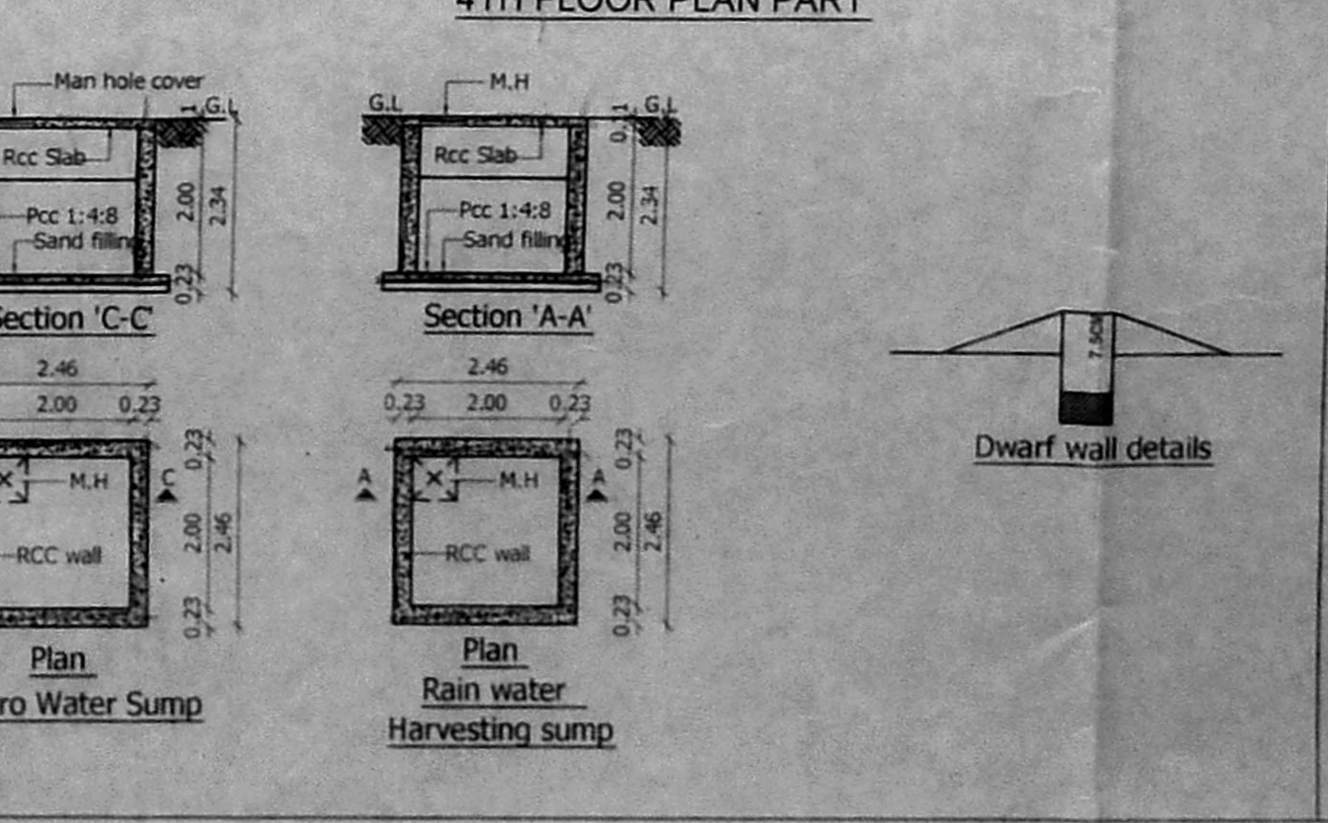 4TH FLOOR PLAN PART
Man hole cover
G.L
1
Rcc Slab
2.00
2.34
Pcc 1:4:8
Sand filling
0.23
Section 'C-C'
2.46
2.00 0.23
0.23
M.H
C
2.00
2.46
RCC wall
0.23
Plan
ro Water Sump
M.H
G.L
G.L
0.1
Rcc Slab
2.00
2.34
Pcc 1:4:8
Sand filling
0.23
Section 'A-A'
2.46
0.23 2.00 0.23
0.23
A
M.H
A
2.00
2.46
RCC wall
0.23
Plan
Rain water
Harvesting sump
7.5CM
Dwarf wall details